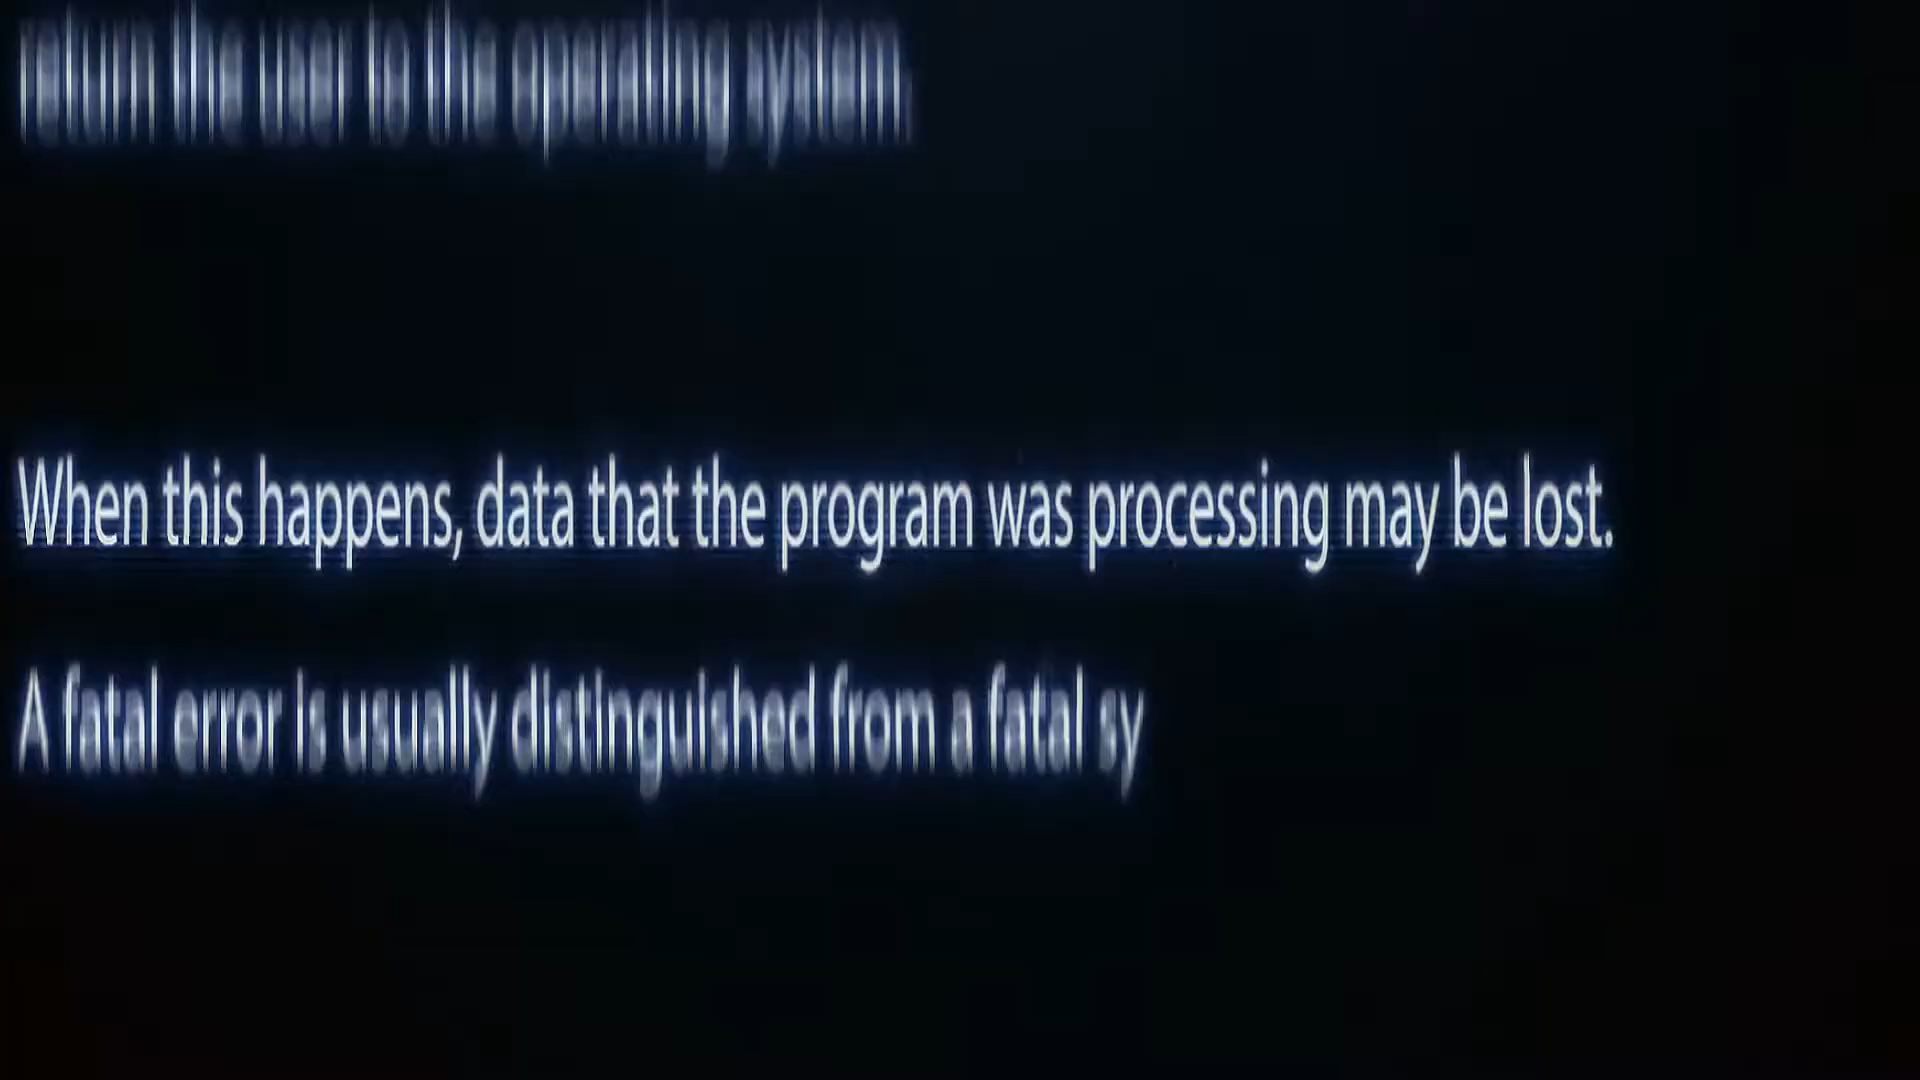 return the user to the operating system.
When this happens, data that the program was processing may be lost.
A fatal error is usually distinguished from a fatal sy